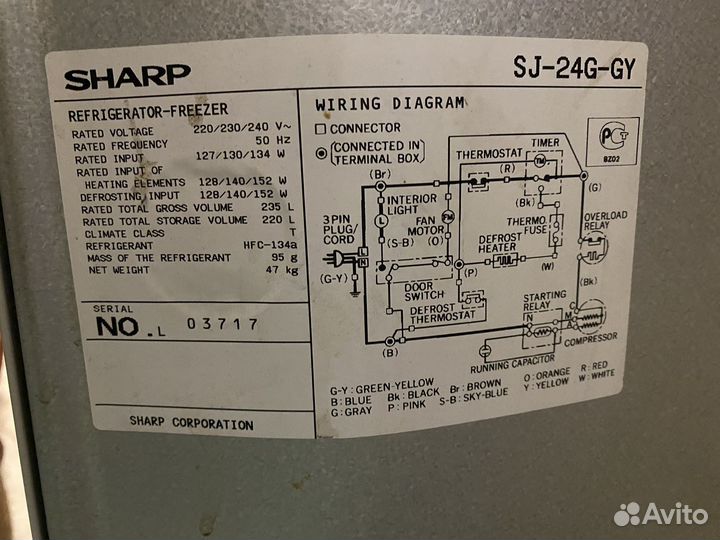 SHARP
SJ-24G-GY
REFRIGERATOR-FREEZER
RATED VOLTAGE 220/230/240 V~
RATED FREQUENCY 50 Hz
RATED INPUT 127/130/134 W
RATED INPUT OF
HEATING ELEMENTS 128/140/152 W
DEFROSTING INPUT 128/140/152 W
RATED TOTAL GROSS VOLUME 235 L
RATED TOTAL STORAGE VOLUME 220 L
CLIMATE CLASS T
REFRIGERANT HFC-134a
MASS OF THE REFRIGERANT 95 g
NET WEIGHT 47 kg
SERIAL
NO.L 03717
SHARP CORPORATION
WIRING DIAGRAM
CONNECTOR
(CONNECTED IN
TERMINAL BOX)
PCT
BZ02
TIMER
TM
THERMOSTAT
(R)
(Br)
(Bk)
(G)
INTERIOR
LIGHT
L
FAN
MOTOR
FM
(S-B)
(O)
THERMO
FUSE
OVERLOAD
RELAY
3PIN
PLUG/
CORD
L
N
(G-Y)
DEFROST
HEATER
(P)
(W)
(Bk)
DOOR
SWITCH
DEFROST
THERMOSTAT
STARTING
RELAY
N
C
M
A
(B)
COMPRESSOR
RUNNING CAPACITOR
G-Y: GREEN-YELLOW
B: BLUE Bk: BLACK Br: BROWN O: ORANGE R: RED
G: GRAY P: PINK S-B: SKY-BLUE Y: YELLOW W: WHITE
Avito